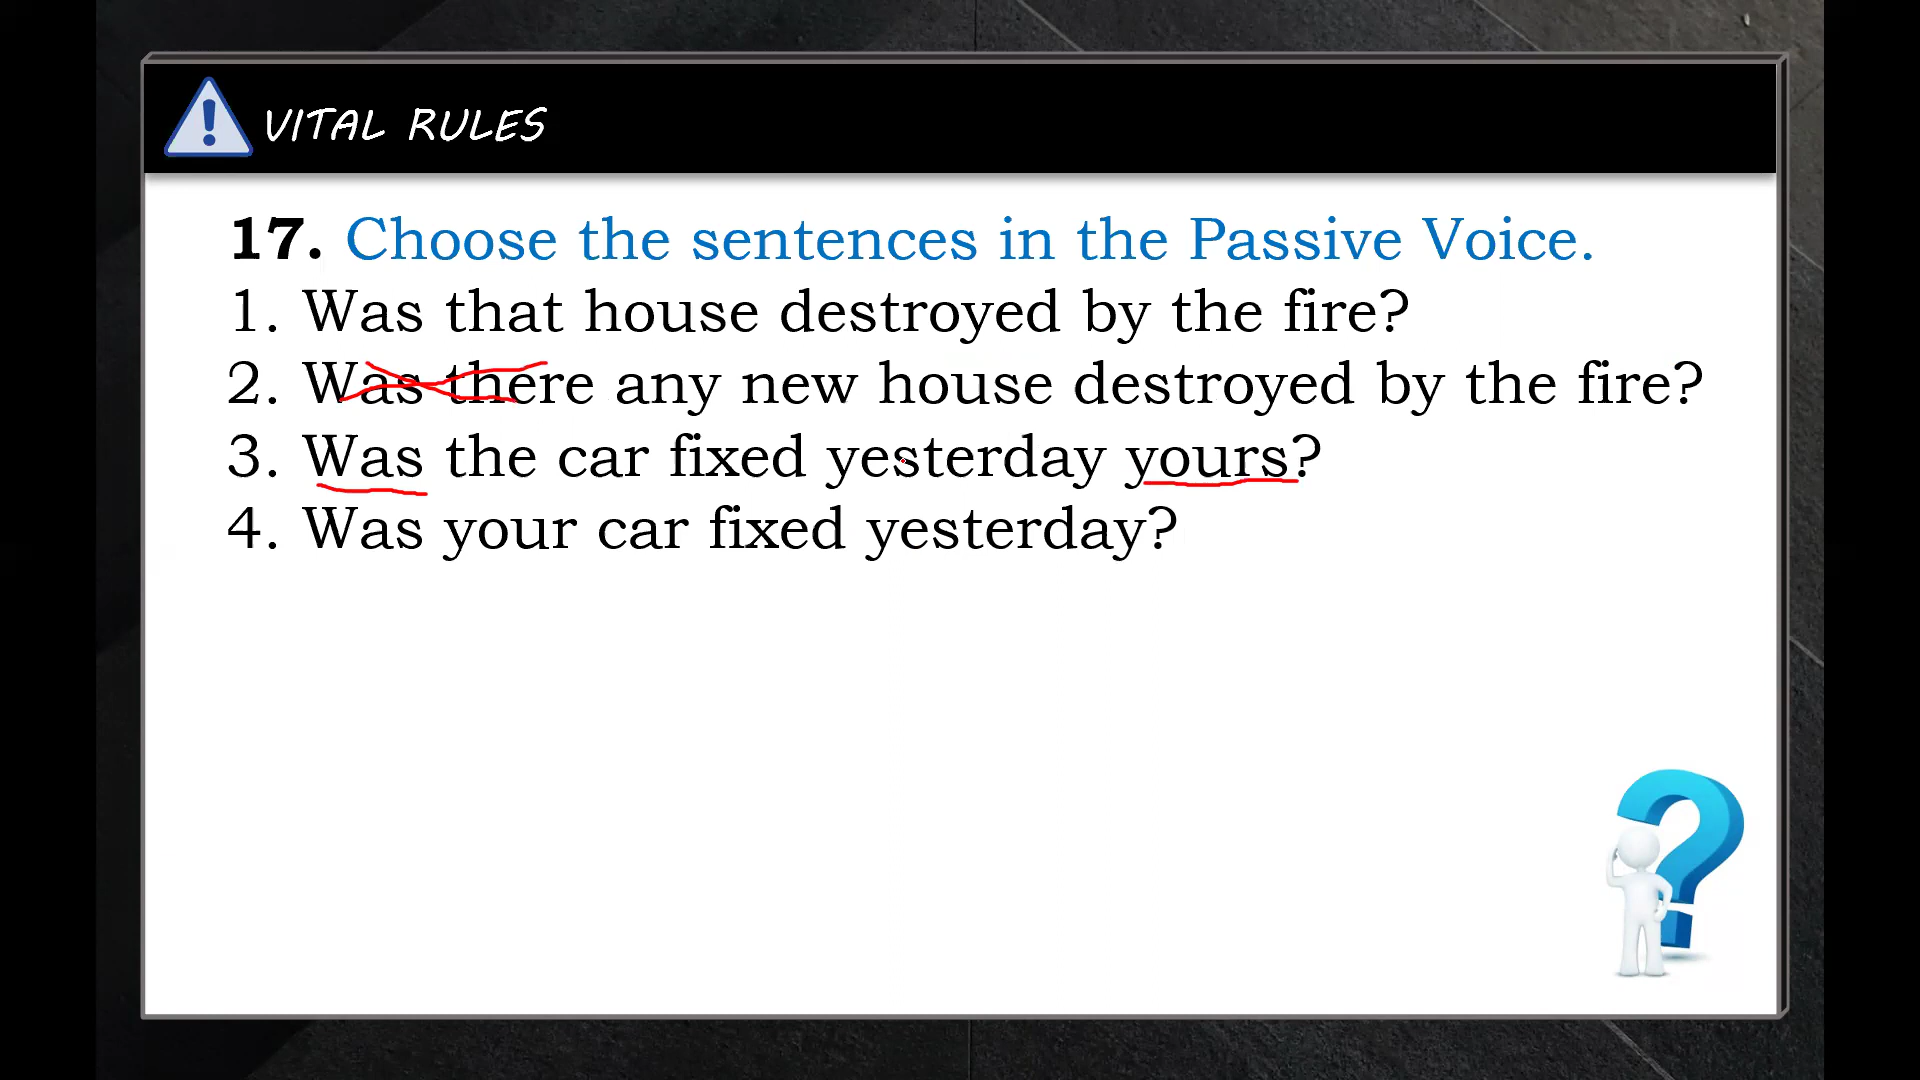 VITAL RULES
17. Choose the sentences in the Passive Voice.
1. Was that house destroyed by the fire?
2. Was there any new house destroyed by the fire?
3. Was the car fixed yesterday yours?
4. Was your car fixed yesterday?